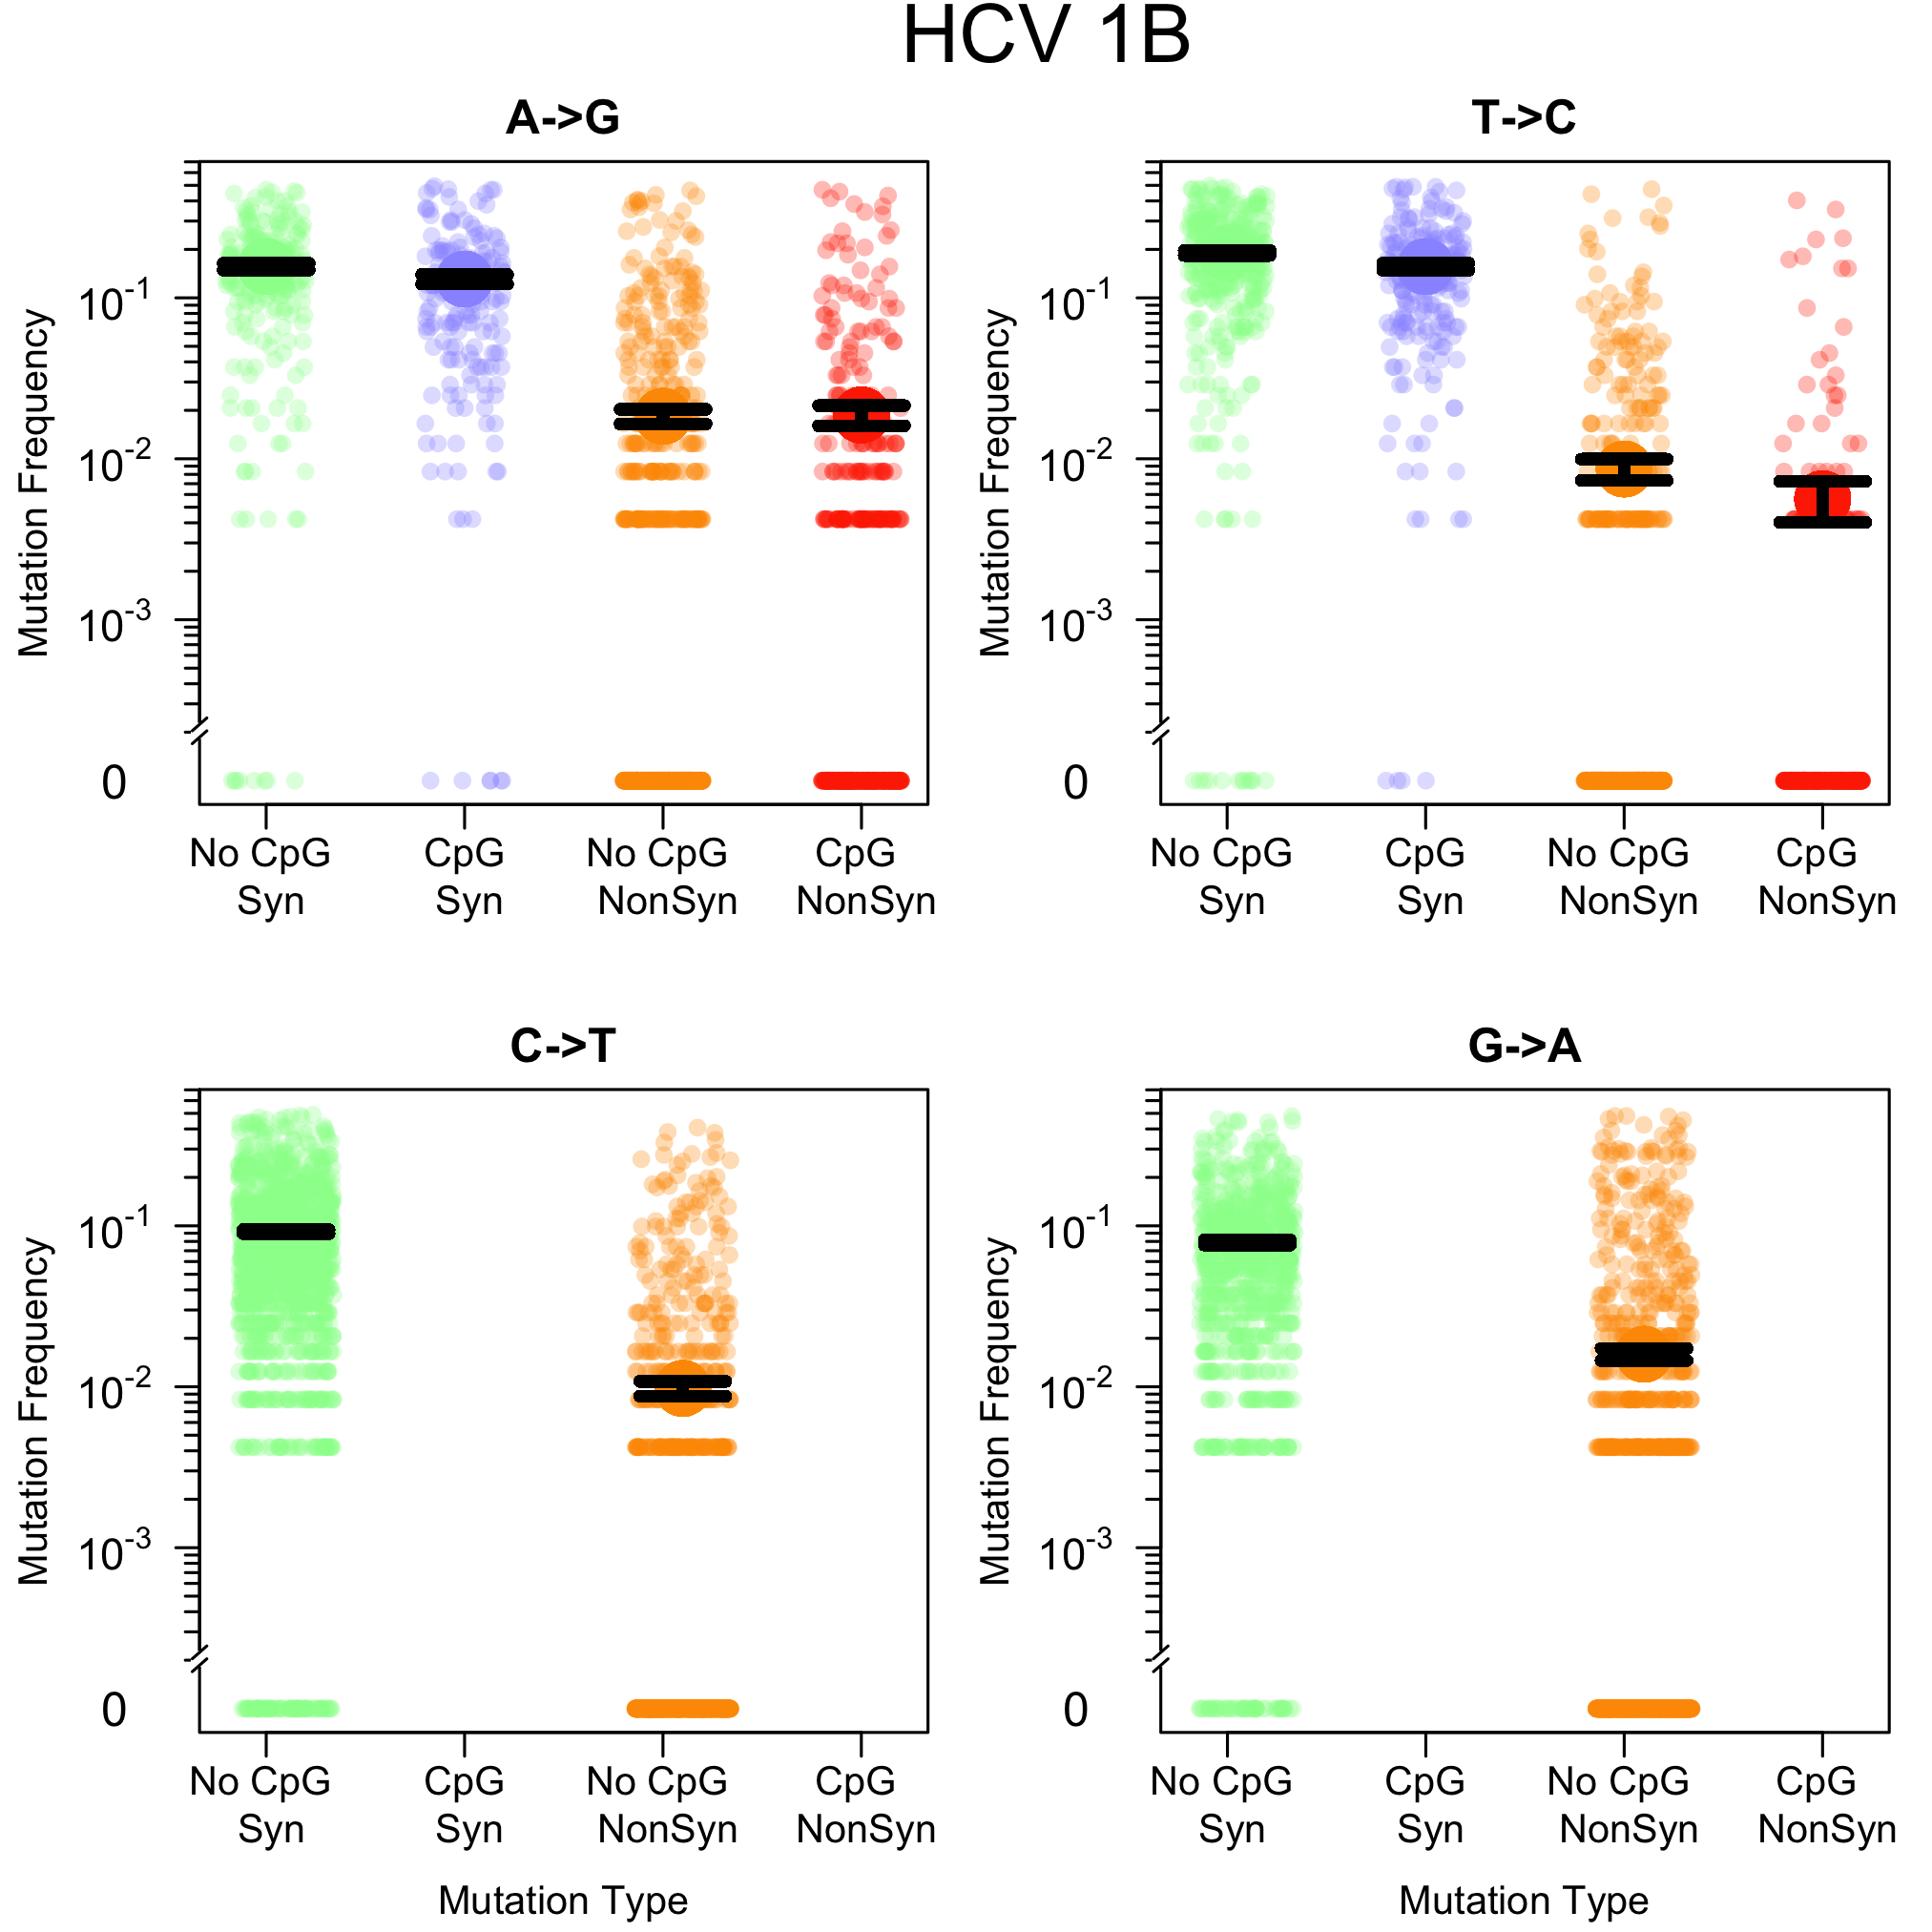 HCV 1B
A->G
Mutation Frequency
10-1
10-2
10-3
0
No CpG CpG No CpG CpG
Syn Syn NonSyn NonSyn
T->C
Mutation Frequency
10-1
10-2
10-3
0
No CpG CpG No CpG CpG
Syn Syn NonSyn NonSyn
C->T
Mutation Frequency
10-1
10-2
10-3
0
No CpG CpG No CpG CpG
Syn Syn NonSyn NonSyn
Mutation Type
G->A
Mutation Frequency
10-1
10-2
10-3
0
No CpG CpG No CpG CpG
Syn Syn NonSyn NonSyn
Mutation Type